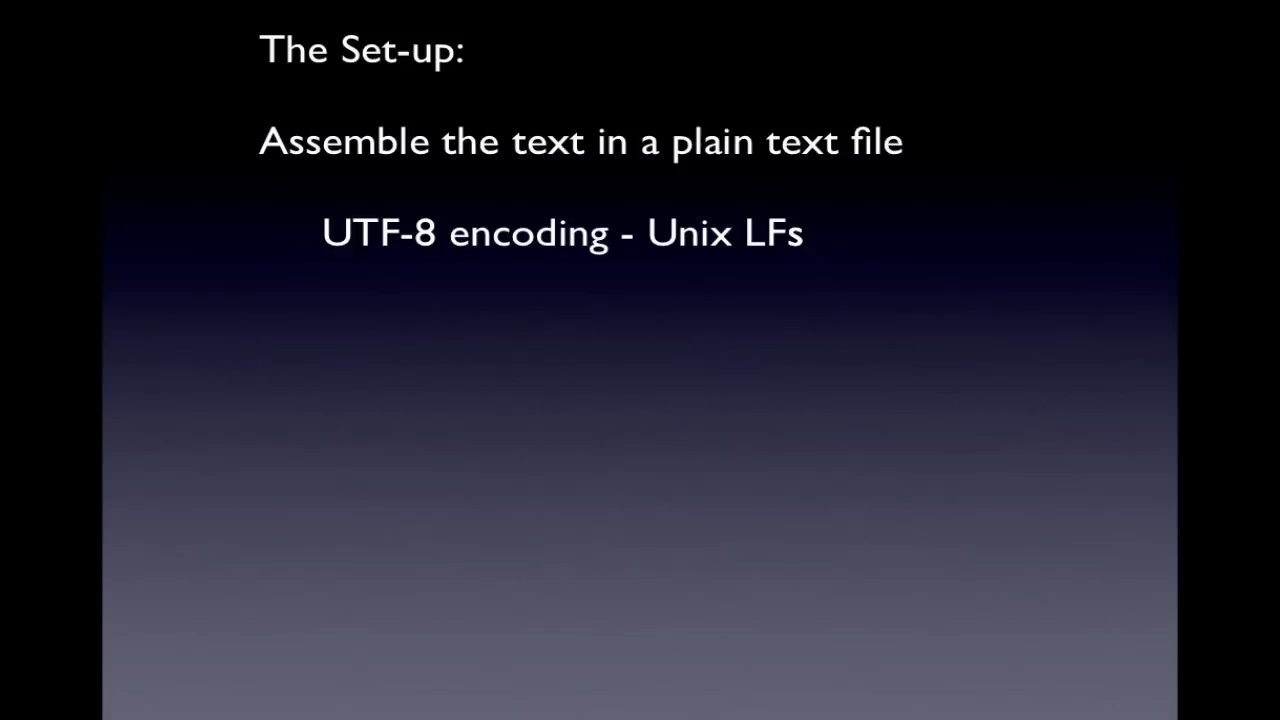 The Set-up:
Assemble the text in a plain text file
UTF-8 encoding - Unix LFs